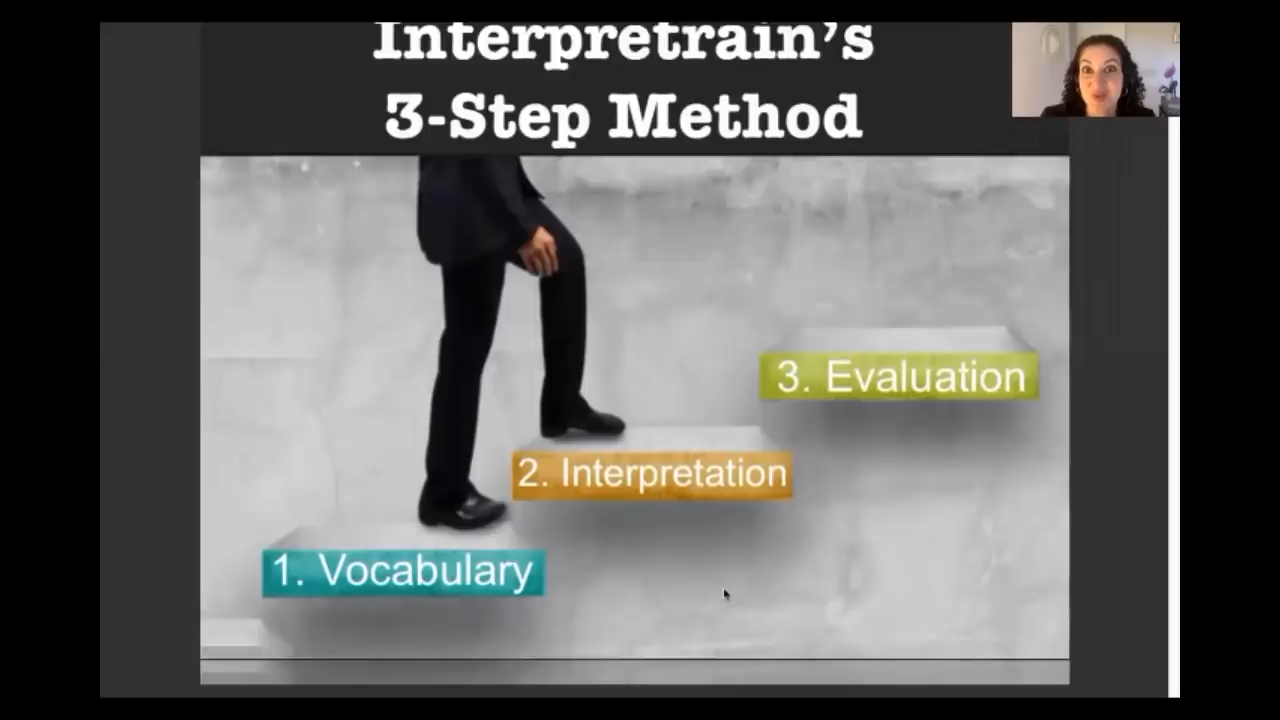 Interpretrain's
3-Step Method
3. Evaluation
2. Interpretation
1. Vocabulary